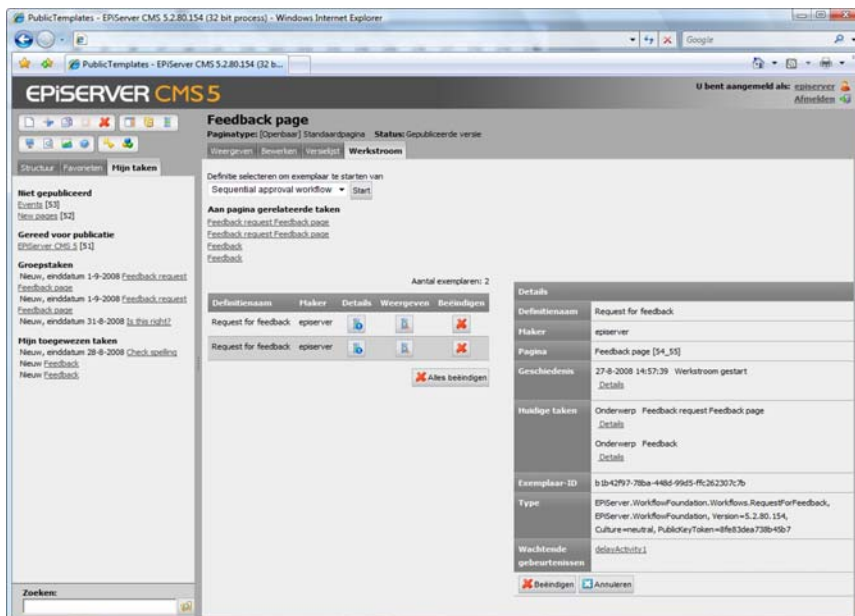 PublicTemplates - EPiServer CMS 5.2.80.154 (32 bit process) - Windows Internet Explorer
Google
PublicTemplates - EPiServer CMS 5.2.80.154 (32 b...
EPiSERVER CMS 5
U bent aangemeld als: episerver
Afmelden
Structuur Favorieten Mijn taken
Niet gepubliceerd
Events [53]
New pages [52]
Gereed voor publicatie
EPiServer CMS 5 [51]
Groepstaken
Nieuw, einddatum 1-9-2008 Feedback request
Feedback page
Nieuw, einddatum 1-9-2008 Feedback request
Feedback page
Nieuw, einddatum 31-8-2008 Is this right?
Mijn toegewezen taken
Nieuw, einddatum 28-8-2008 Check spelling
Nieuw Feedback
Nieuw Feedback
Zoeken:
Feedback page
Paginatype: [Openbaar] Standaardpagina Status: Gepubliceerde versie
Weergeven Bewerken Versielijst Werkstroom
Definitie selecteren om exemplaar te starten van
Sequential approval workflow Start
Aan pagina gerelateerde taken
Feedback request Feedback page
Feedback request Feedback page
Feedback
Feedback
Aantal exemplaren: 2
Definitienaam Maker Details Weergeven Beëindigen
Request for feedback episerver
Request for feedback episerver
Alles beëindigen
Details
Definitienaam Request for feedback
Maker episerver
Pagina Feedback page [54_55]
Geschiedenis 27-8-2008 14:57:39 Werkstroom gestart
Details
Huidige taken Onderwerp Feedback request Feedback page
Details
Onderwerp Feedback
Details
Exemplaar-ID b1b42f97-78ba-448d-99d5-ffc262307c7b
Type EPiServer.WorkflowFoundation.Workflows.RequestForFeedback,
EPiServer.WorkflowFoundation, Version=5.2.80.154,
Culture=neutral, PublicKeyToken=8fe83dea738b45b7
Wachtende gebeurtenissen delayActivity1
Beëindigen Annuleren